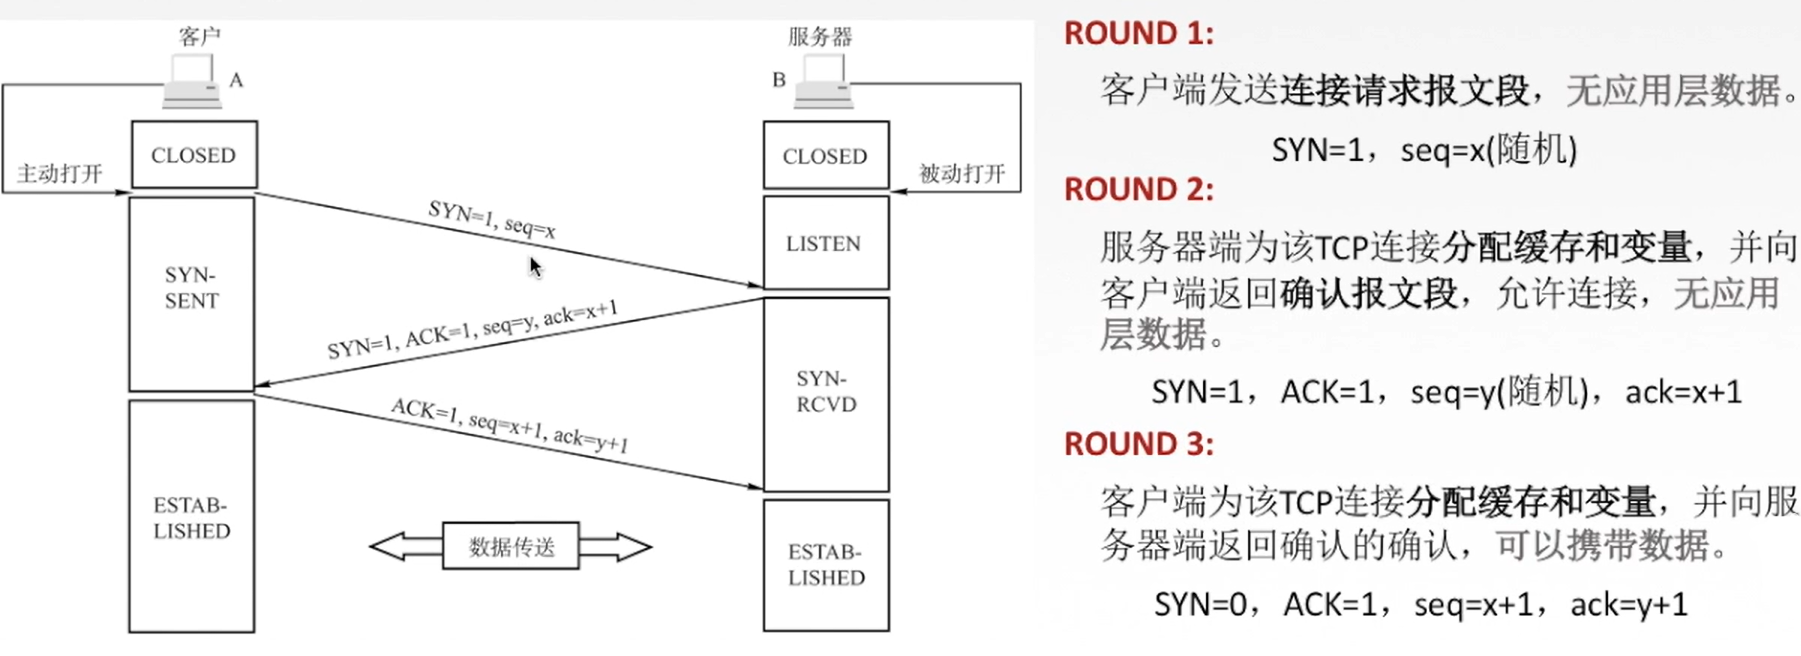 客户
A
主动打开
CLOSED
SYN-
SENT
ESTAB-
LISHED
SYN=1, seq=x
SYN=1, ACK=1, seq=y, ack=x+1
ACK=1, seq=x+1, ack=y+1
数据传送
服务器
B
被动打开
CLOSED
LISTEN
SYN-
RCVD
ESTAB-
LISHED
ROUND 1:
客户端发送连接请求报文段，无应用层数据。
SYN=1，seq=x(随机)
ROUND 2:
服务器端为该TCP连接分配缓存和变量，并向
客户端返回确认报文段，允许连接，无应用
层数据。
SYN=1，ACK=1，seq=y(随机)，ack=x+1
ROUND 3:
客户端为该TCP连接分配缓存和变量，并向服
务器端返回确认的确认，可以携带数据。
SYN=0，ACK=1，seq=x+1，ack=y+1